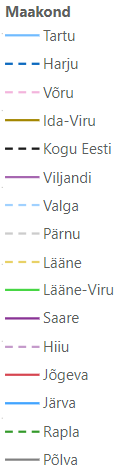 Maakond
Tartu
Harju
Võru
Ida-Viru
Kogu Eesti
Viljandi
Valga
Pärnu
Lääne
Lääne-Viru
Saare
Hiiu
Jõgeva
Järva
Rapla
Põlva